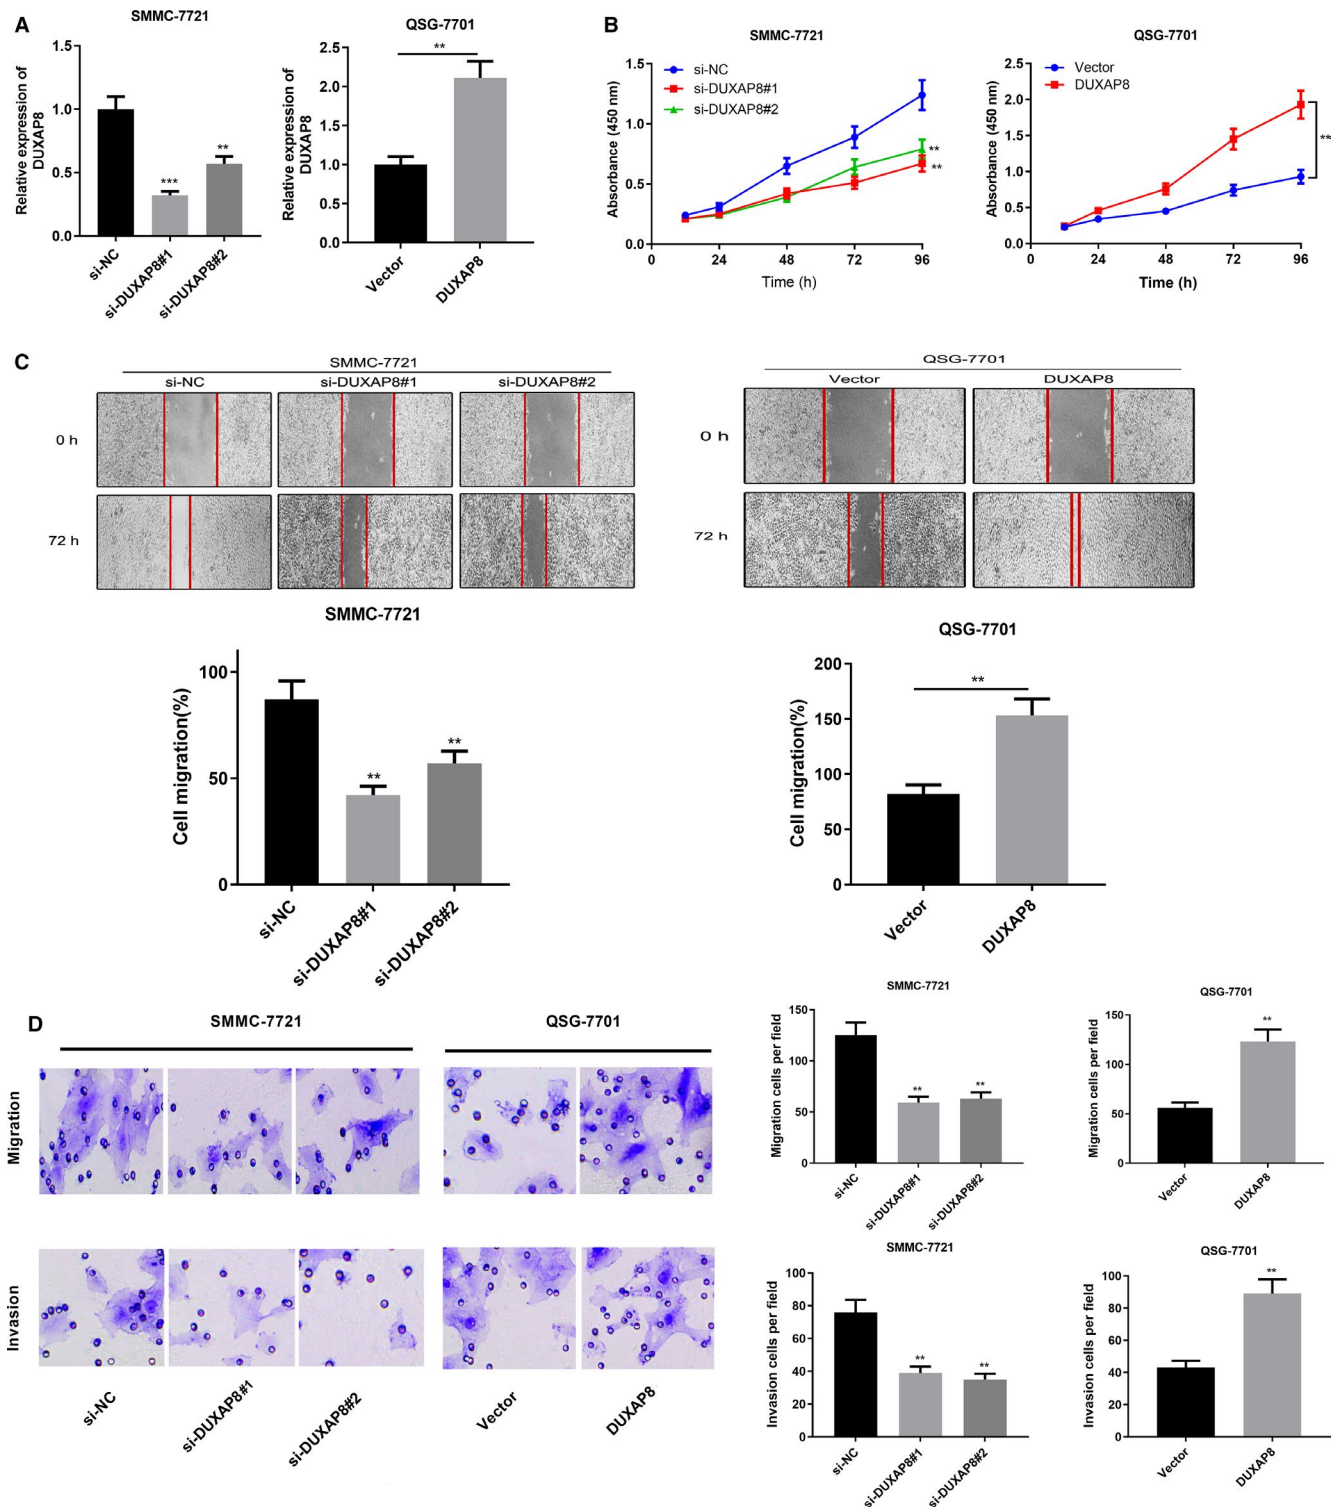 A
SMMC-7721
Relative expression of
DUXAP8
1.5
1.0
0.5
0.0
***
**
si-NC
si-DUXAP8#1
si-DUXAP8#2
QSG-7701
Relative expression of
DUXAP8
2.5
2.0
1.5
1.0
0.5
0.0
**
Vector
DUXAP8
B
SMMC-7721
Absorbance (450 nm)
1.5
1.0
0.5
0.0
si-NC
si-DUXAP8#1
si-DUXAP8#2
**
**
0 24 48 72 96
Time (h)
QSG-7701
Absorbance (450 nm)
2.5
2.0
1.5
1.0
0.5
0.0
Vector
DUXAP8
**
0 24 48 72 96
Time (h)
C
SMMC-7721
si-NC si-DUXAP8#1 si-DUXAP8#2
0 h
72 h
QSG-7701
Vector DUXAP8
0 h
72 h
SMMC-7721
Cell migration(%)
100
50
0
**
**
si-NC
si-DUXAP8#1
si-DUXAP8#2
QSG-7701
Cell migration(%)
200
150
100
50
0
**
Vector
DUXAP8
D
SMMC-7721 QSG-7701
Migration
Invasion
si-NC
si-DUXAP8#1
si-DUXAP8#2
Vector
DUXAP8
SMMC-7721
Migration cells per field
150
100
50
0
**
**
si-NC
si-DUXAP8#1
si-DUXAP8#2
QSG-7701
Migration cells per field
150
100
50
0
**
Vector
DUXAP8
SMMC-7721
Invasion cells per field
100
80
60
40
20
0
**
**
si-NC
si-DUXAP8#1
si-DUXAP8#2
QSG-7701
Invasion cells per field
100
80
60
40
20
0
**
Vector
DUXAP8